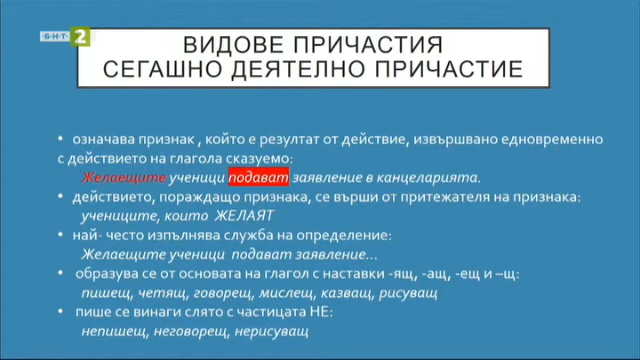 БНТ 2
ВИДОВЕ ПРИЧАСТИЯ
СЕГАШНО ДЕЯТЕЛНО ПРИЧАСТИЕ
• означава признак , който е резултат от действие, извършвано едновременно
с действието на глагола сказуемо:
Желаещите ученици подават заявление в канцеларията.
• действието, пораждащо признака, се върши от притежателя на признака:
учениците, които ЖЕЛАЯТ
• най- често изпълнява служба на определение:
Желаещите ученици подават заявление...
• образува се от основата на глагол с наставки -ящ, -ащ, -ещ и –щ:
пишещ, четящ, говорещ, мислещ, казващ, рисуващ
• пише се винаги слято с частицата НЕ:
непишещ, неговорещ, нерисуващ